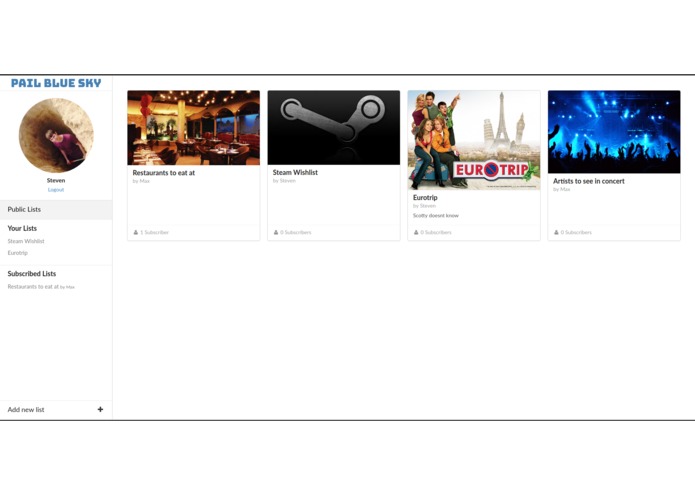 PAIL BLUE SKY
Steven
Logout
Public Lists
Your Lists
Steam Wishlist
Eurotrip
Subscribed Lists
Restaurants to eat at by Max
Add new list +
Restaurants to eat at
by Max
1 Subscriber
Steam Wishlist
by Steven
0 Subscribers
EUROTRIP
Eurotrip
by Steven
Scotty doesnt know
0 Subscribers
Artists to see in concert
by Max
0 Subscribers